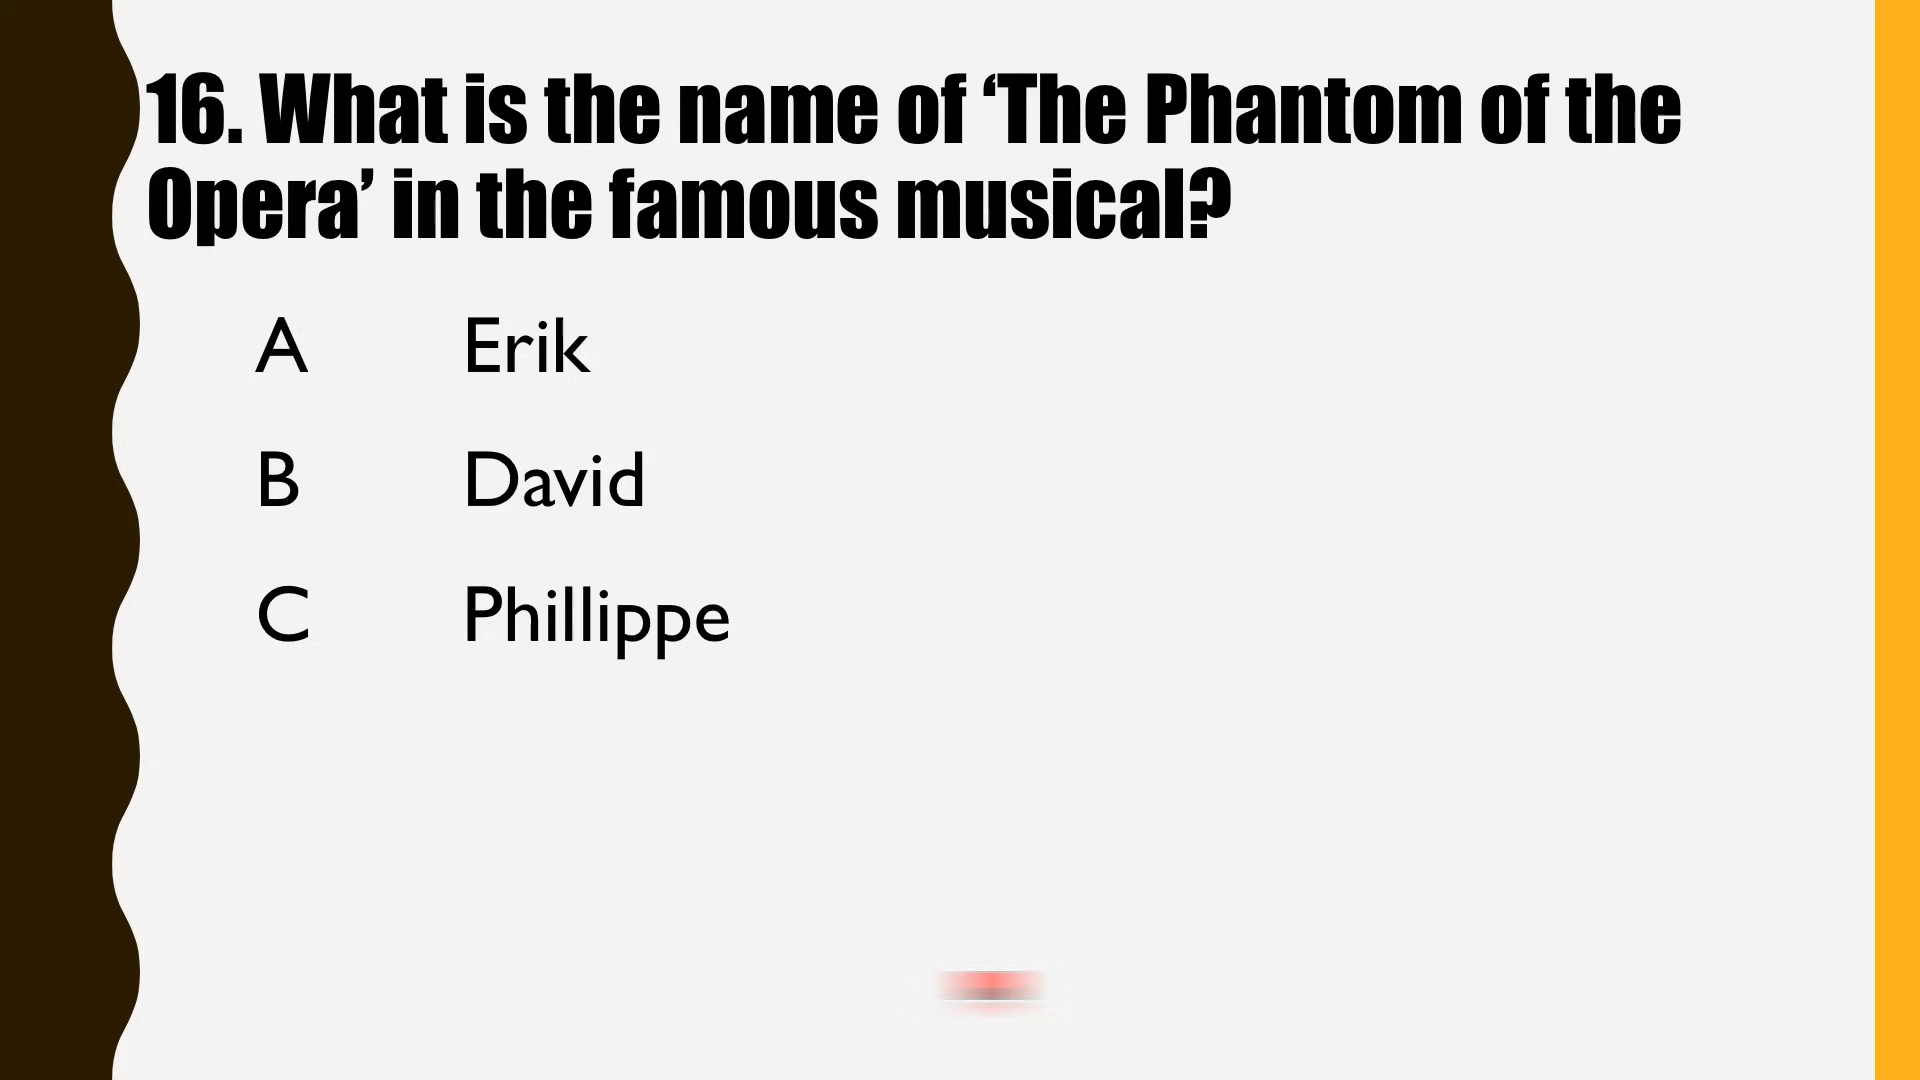 16. What is the name of ‘The Phantom of the
Opera’ in the famous musical?
A Erik
B David
C Phillippe